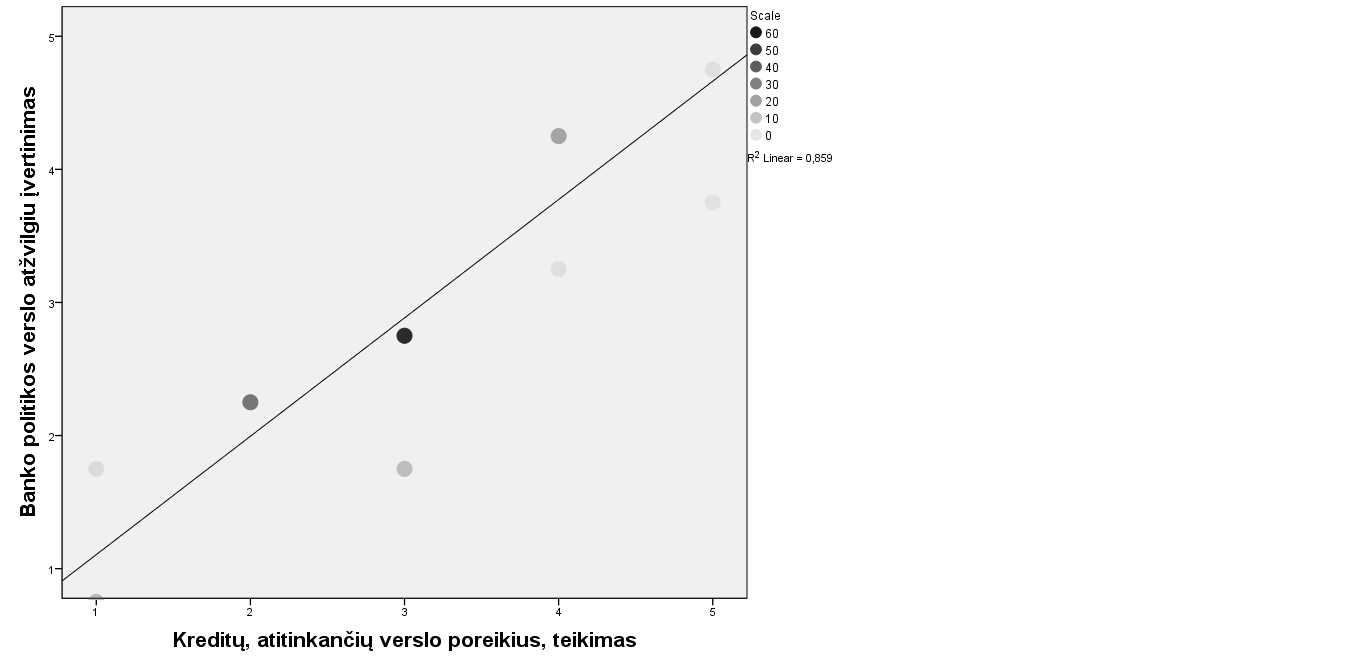 Banko politikos verslo atžvilgiu įvertinimas
5
4
3
2
1
1 2 3 4 5
Kreditų, atitinkančių verslo poreikius, teikimas
Scale
60
50
40
30
20
10
0
R² Linear = 0,859